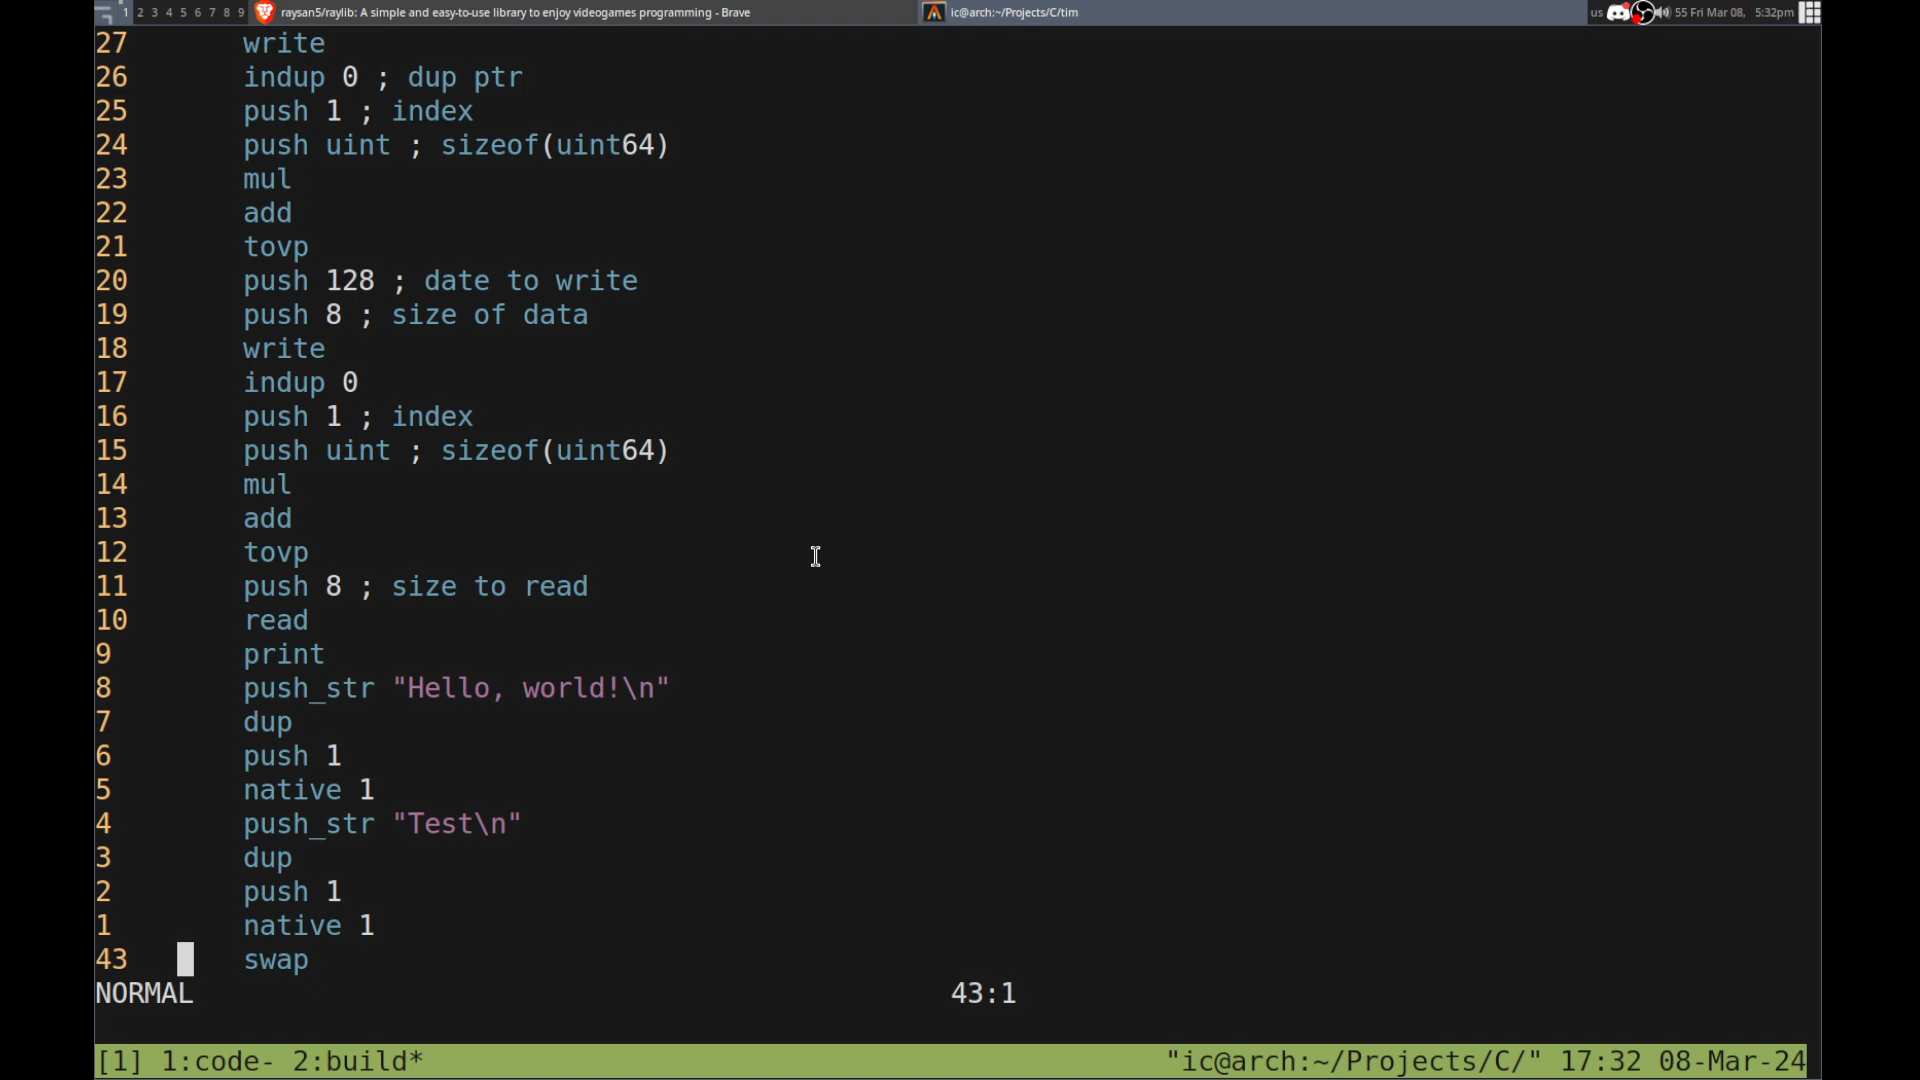 1 2 3 4 5 6 7 8 9 raysan5/raylib: A simple and easy-to-use library to enjoy videogames programming - Brave ic@arch:~/Projects/C/tim us 55 Fri Mar 08, 5:32pm
27 write
26 indup 0 ; dup ptr
25 push 1 ; index
24 push uint ; sizeof(uint64)
23 mul
22 add
21 tovp
20 push 128 ; date to write
19 push 8 ; size of data
18 write
17 indup 0
16 push 1 ; index
15 push uint ; sizeof(uint64)
14 mul
13 add
12 tovp
11 push 8 ; size to read
10 read
9 print
8 push_str "Hello, world!\n"
7 dup
6 push 1
5 native 1
4 push_str "Test\n"
3 dup
2 push 1
1 native 1
43 swap
NORMAL 43:1
[1] 1:code- 2:build* "ic@arch:~/Projects/C/" 17:32 08-Mar-24